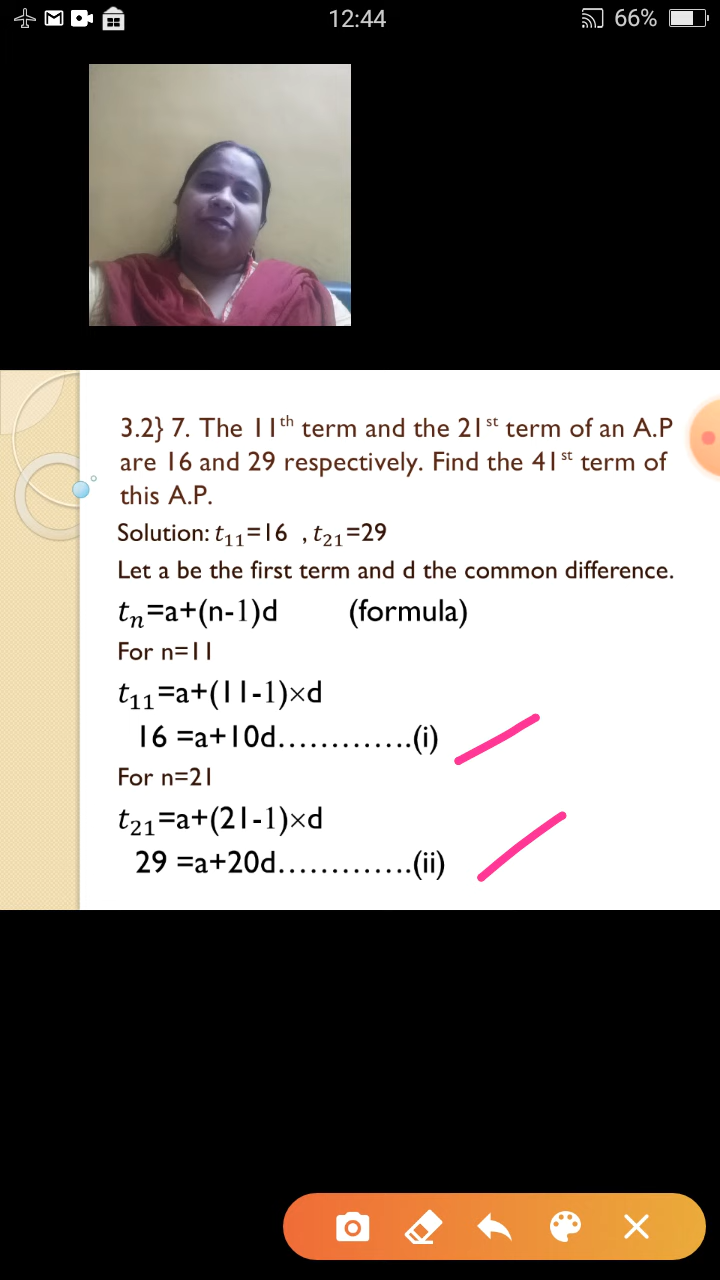 12:44 66%
3.2} 7. The 11th term and the 21st term of an A.P
are 16 and 29 respectively. Find the 41st term of
this A.P.
Solution: t₁₁=16 , t₂₁=29
Let a be the first term and d the common difference.
tₙ=a+(n-1)d (formula)
For n=11
t₁₁=a+(11-1)×d
16 =a+10d.............(i)
For n=21
t₂₁=a+(21-1)×d
29 =a+20d.............(ii)